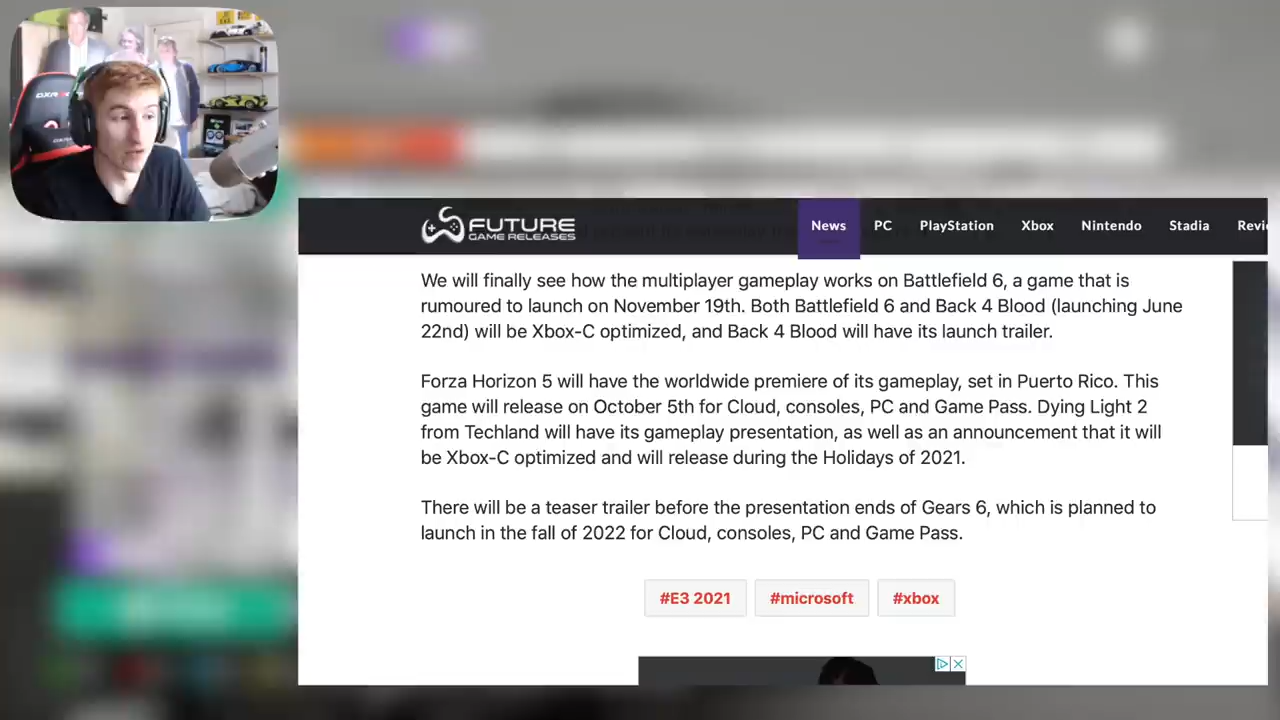 FUTURE
GAME RELEASES
News PC PlayStation Xbox Nintendo Stadia
We will finally see how the multiplayer gameplay works on Battlefield 6, a game that is
rumoured to launch on November 19th. Both Battlefield 6 and Back 4 Blood (launching June
22nd) will be Xbox-C optimized, and Back 4 Blood will have its launch trailer.
Forza Horizon 5 will have the worldwide premiere of its gameplay, set in Puerto Rico. This
game will release on October 5th for Cloud, consoles, PC and Game Pass. Dying Light 2
from Techland will have its gameplay presentation, as well as an announcement that it will
be Xbox-C optimized and will release during the Holidays of 2021.
There will be a teaser trailer before the presentation ends of Gears 6, which is planned to
launch in the fall of 2022 for Cloud, consoles, PC and Game Pass.
#E3 2021 #microsoft #xbox